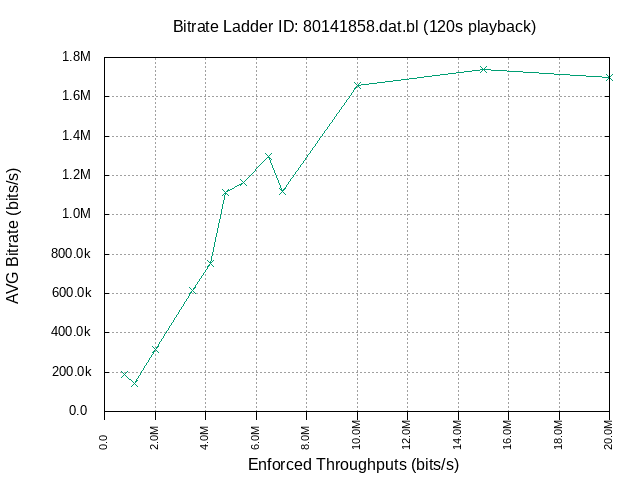 Bitrate Ladder ID: 80141858.dat.bl (120s playback)
1.8M
1.6M
1.4M
1.2M
1.0M
800.0k
600.0k
400.0k
200.0k
0.0
AVG Bitrate (bits/s)
0.0
2.0M
4.0M
6.0M
8.0M
10.0M
12.0M
14.0M
16.0M
18.0M
20.0M
Enforced Throughputs (bits/s)